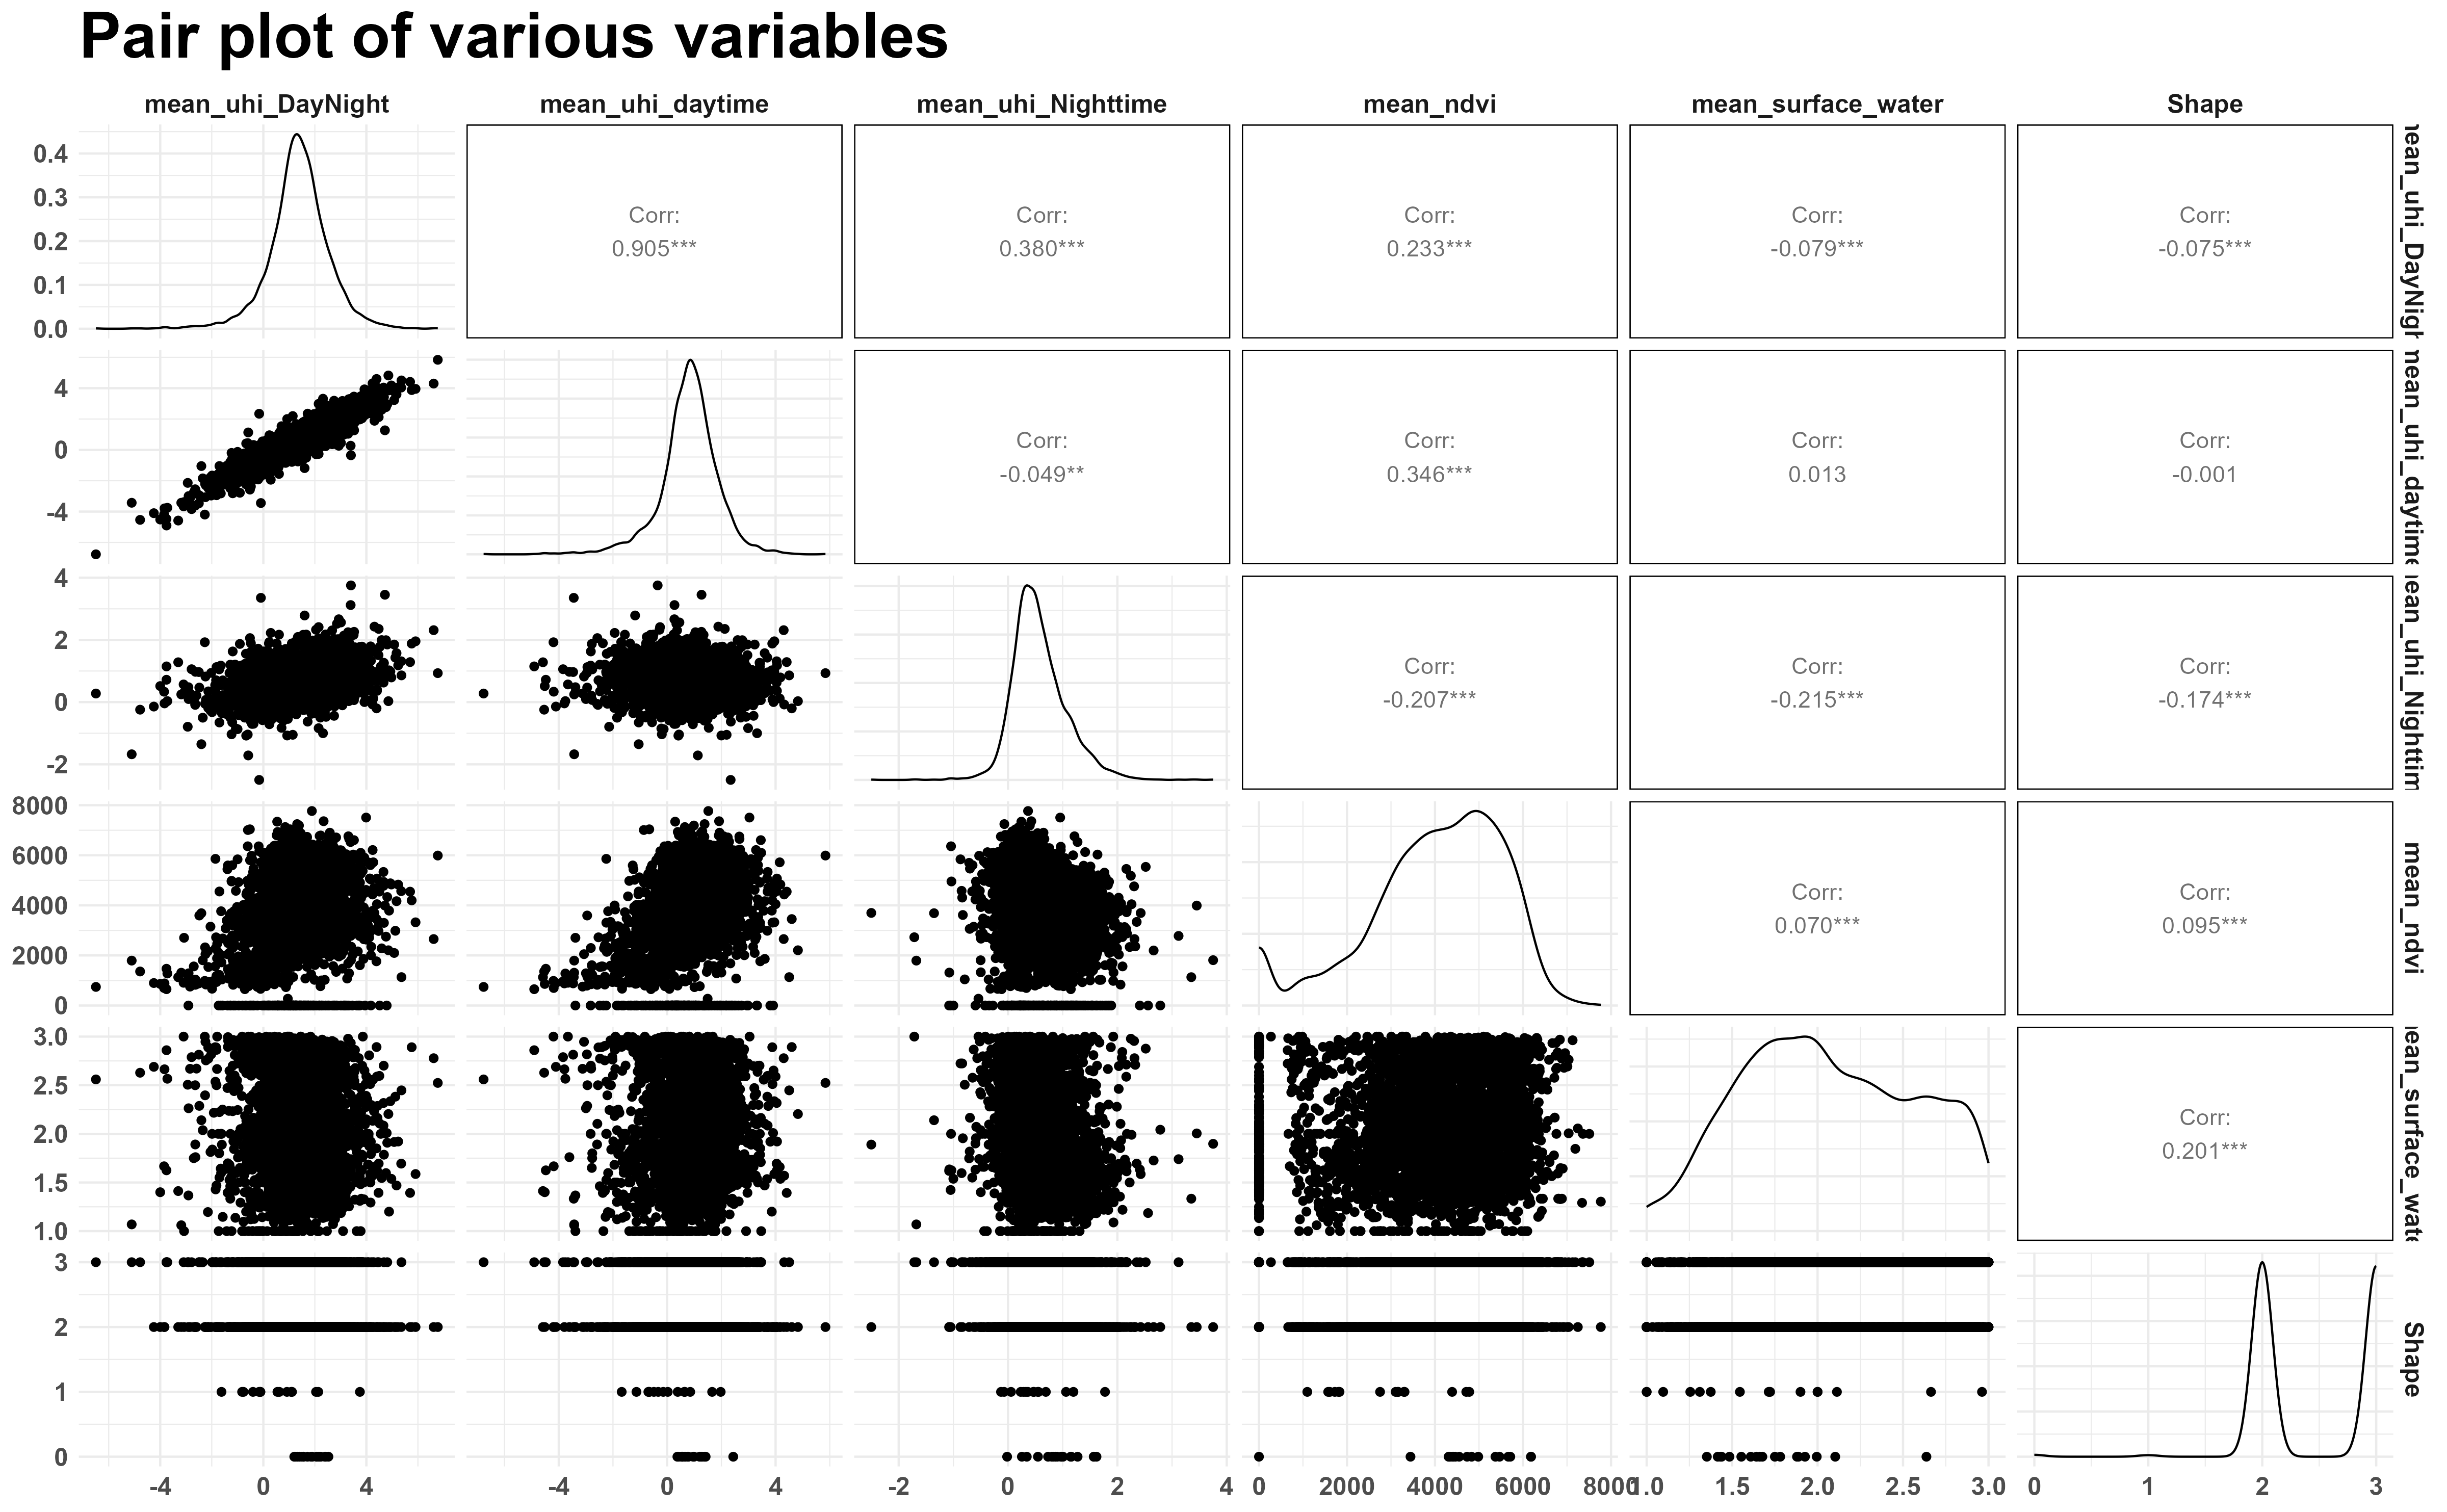 Pair plot of various variables
mean_uhi_DayNight mean_uhi_daytime mean_uhi_Nighttime mean_ndvi mean_surface_water Shape
0.4
0.3
0.2
0.1
0.0
Corr:
0.905***
Corr:
0.380***
Corr:
0.233***
Corr:
-0.079***
Corr:
-0.075***
ean_uhi_DayNigh
4
0
-4
Corr:
-0.049**
Corr:
0.346***
Corr:
0.013
Corr:
-0.001
nean_uhi_daytime
4
2
0
-2
Corr:
-0.207***
Corr:
-0.215***
Corr:
-0.174***
ean_uhi_Nighttim
8000
6000
4000
2000
0
Corr:
0.070***
Corr:
0.095***
mean_ndvi
3.0
2.5
2.0
1.5
1.0
Corr:
0.201***
ean_surface_wate
3
2
1
0
Shape
-4 0 4 -4 0 4 -2 0 2 4 0 2000 4000 6000 8000 1.0 1.5 2.0 2.5 3.0 0 1 2 3